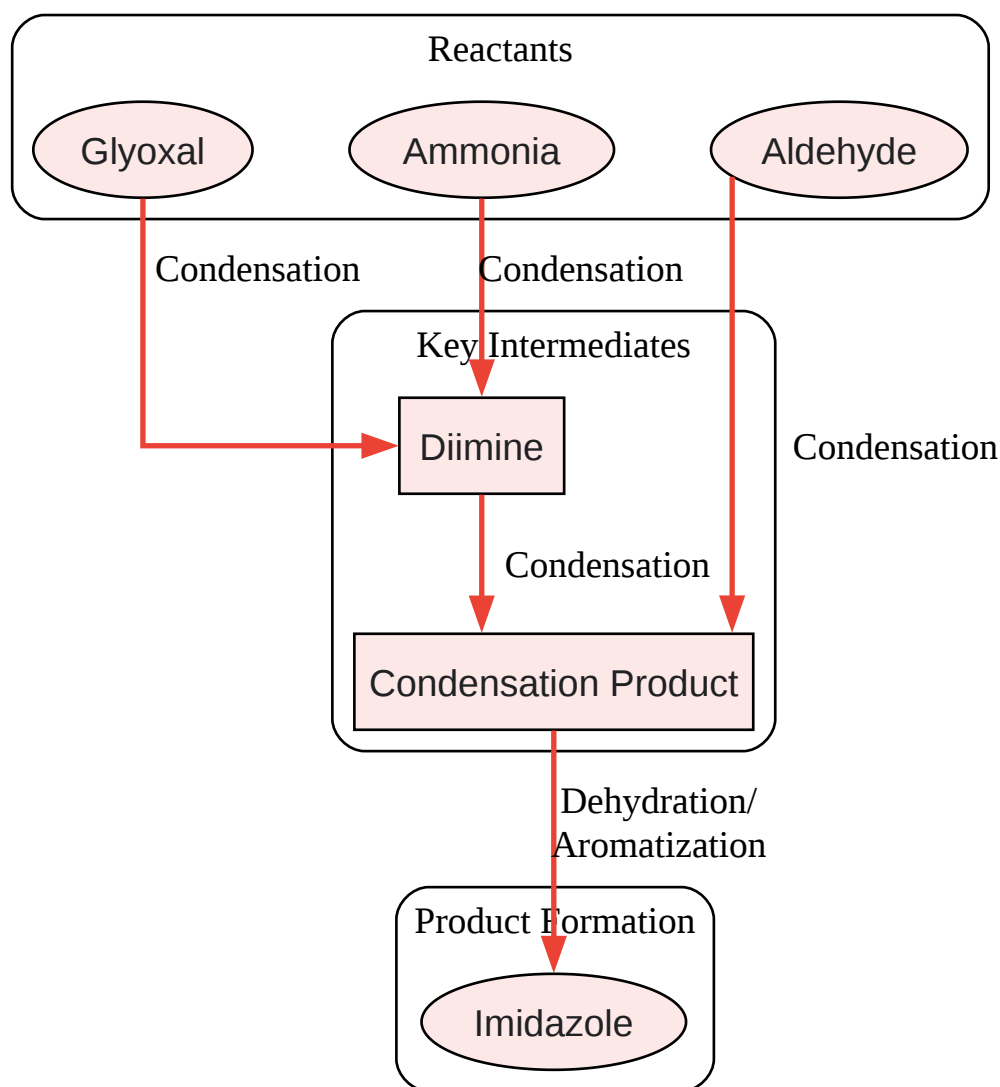 Reactants
Glyoxal
Ammonia
Aldehyde
Condensation
Condensation
Key Intermediates
Diimine
Condensation
Condensation
Condensation Product
Dehydration/
Aromatization
Product Formation
Imidazole